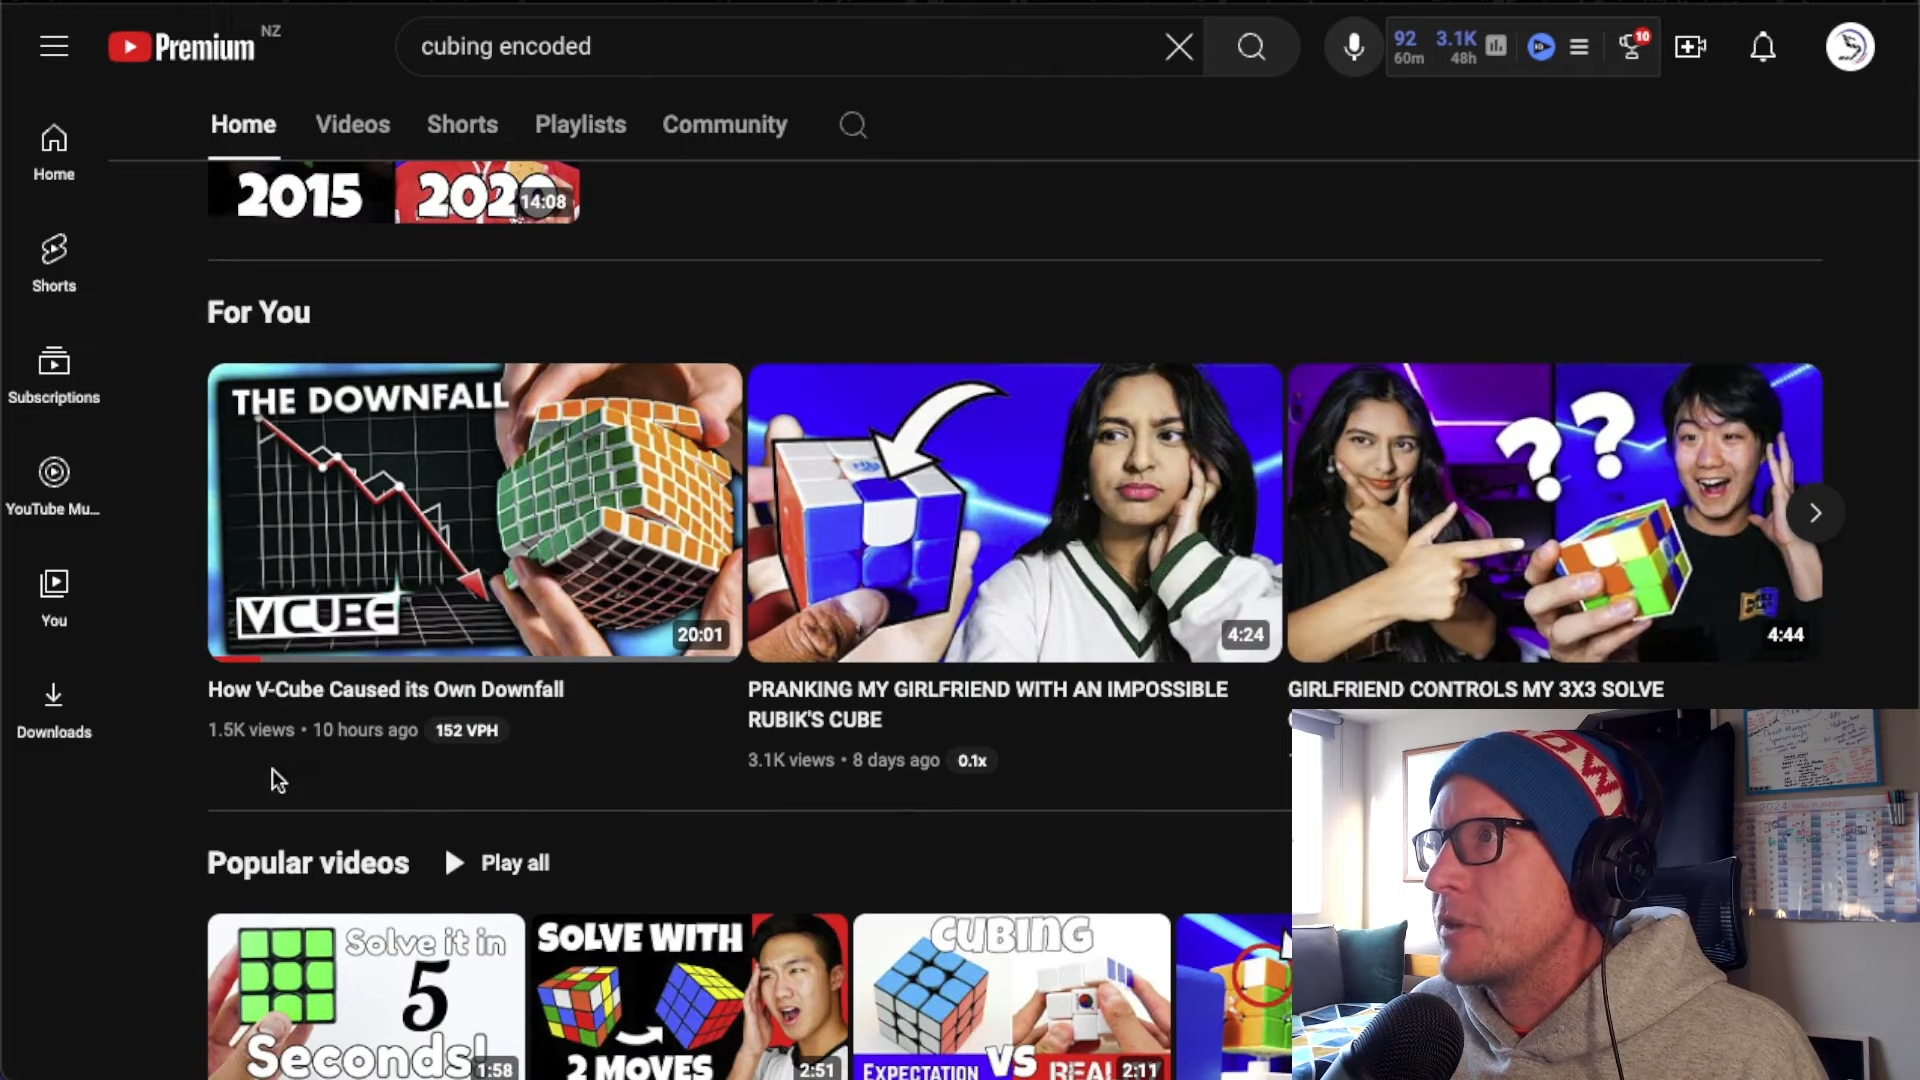 Premium NZ
cubing encoded
92
60m
3.1K
48h
10
Home
Videos
Shorts
Playlists
Community
Home
Shorts
Subscriptions
YouTube Mu...
You
Downloads
2015
2020
14:08
For You
THE DOWNFALL
V CUBE
20:01
4:24
4:44
How V-Cube Caused its Own Downfall
1.5K views • 10 hours ago
152 VPH
PRANKING MY GIRLFRIEND WITH AN IMPOSSIBLE
RUBIK'S CUBE
3.1K views • 8 days ago
0.1x
GIRLFRIEND CONTROLS MY 3X3 SOLVE
Popular videos
Play all
Solve it in
5
Seconds!
1:58
SOLVE WITH
2 MOVES
2:51
CUBING
EXPECTATION
VS
REAL
2:11
2024